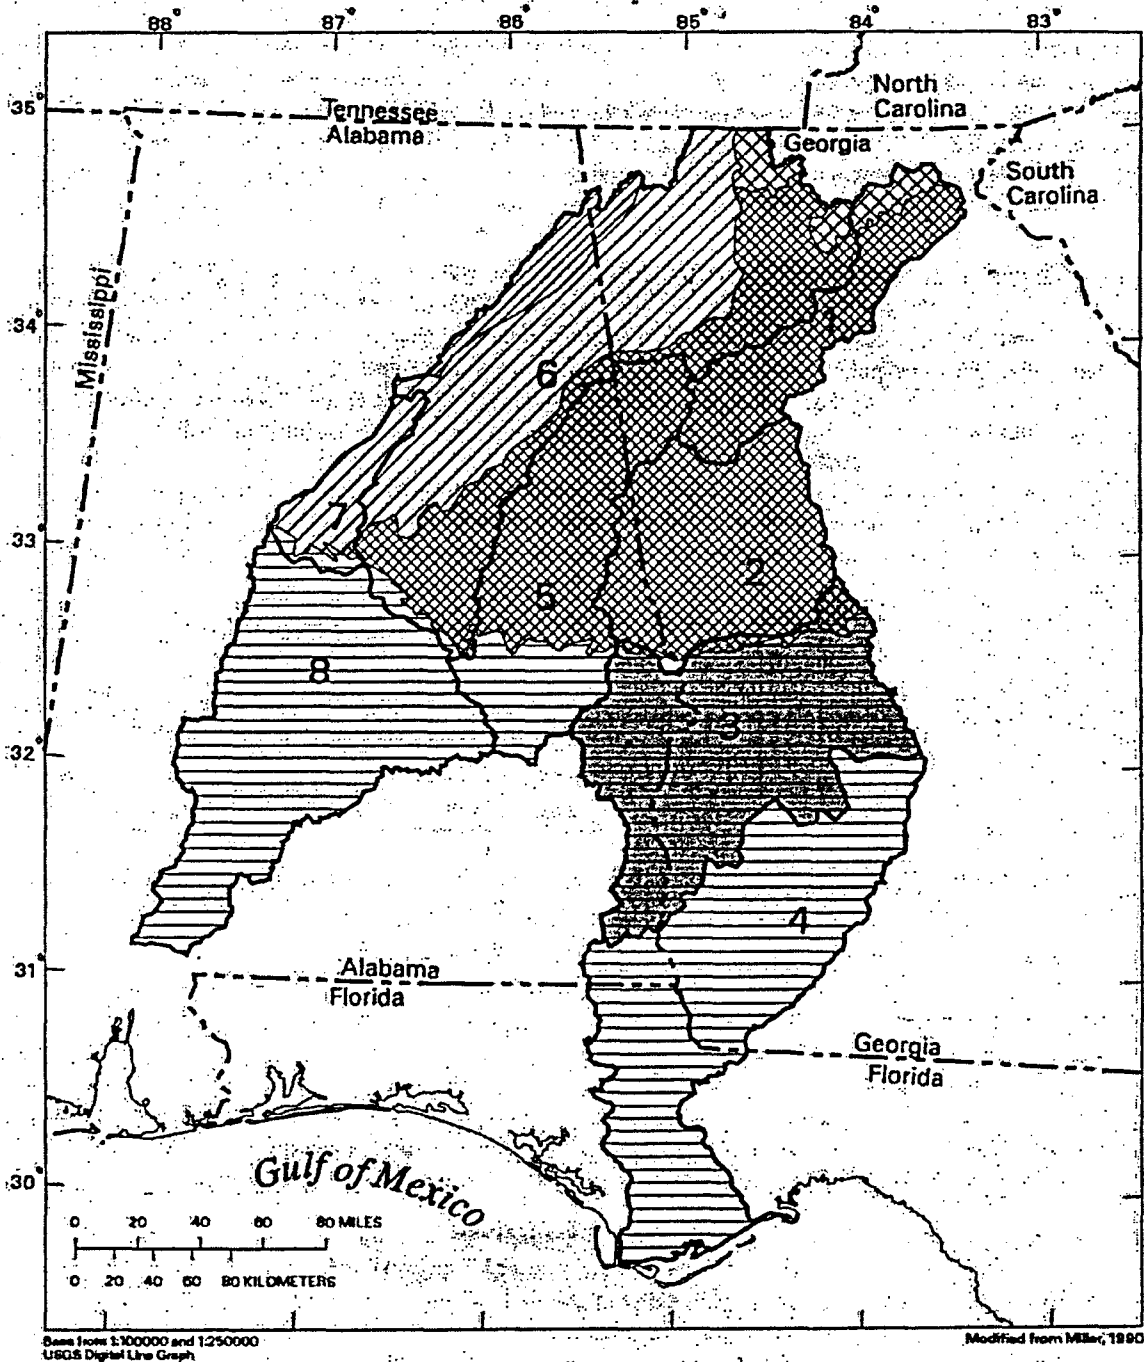 88° 87° 86° 85° 84° 83°
35°
Tennessee
Alabama
North
Carolina
Georgia
South
Carolina
Mississippi
34°
6
7
33°
2
5
8
3
32°
4
31°
Alabama
Florida
Georgia
Florida
30°
Gulf of Mexico
0 20 40 60 80 MILES
0 20 40 60 80 KILOMETERS
Base from 1:100000 and 1:250000
USGS Digital Line Graph
Modified from Miller, 1990